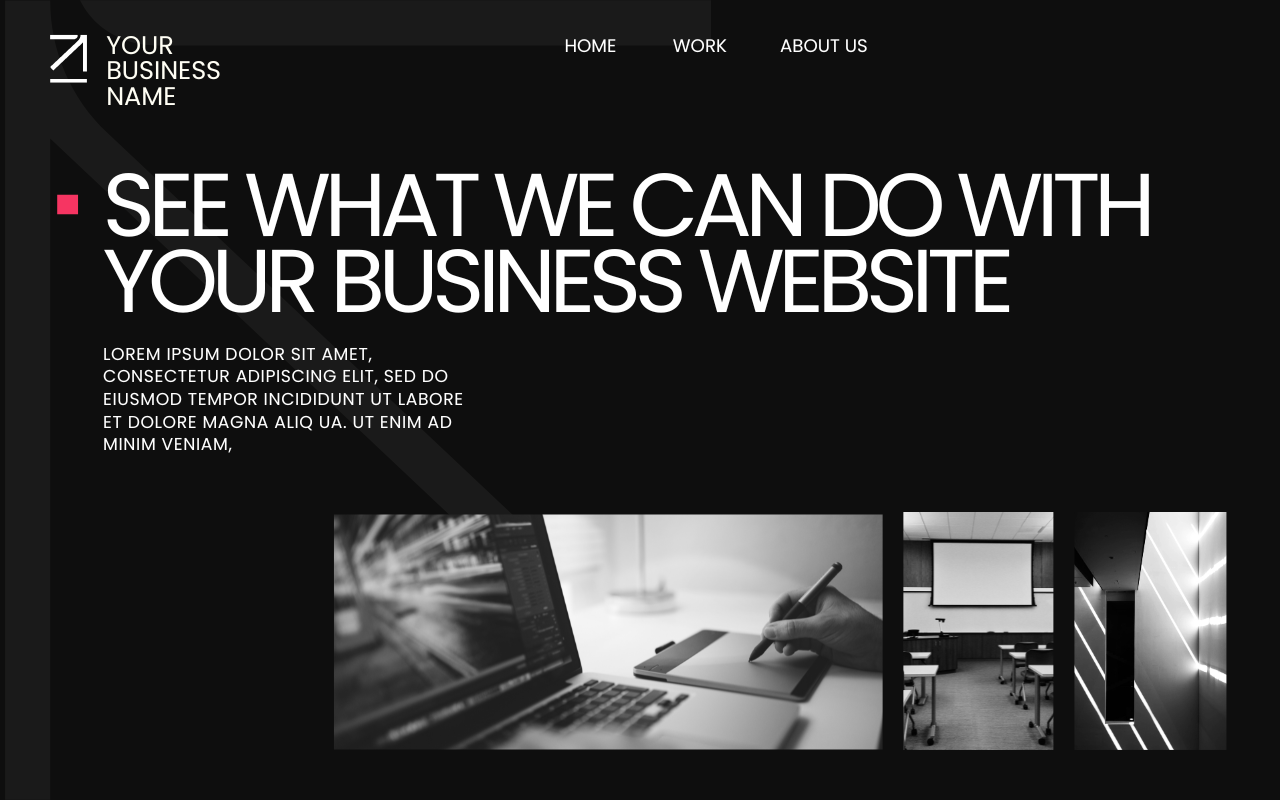 YOUR
BUSINESS
NAME
HOME WORK ABOUT US
SEE WHAT WE CAN DO WITH
YOUR BUSINESS WEBSITE
LOREM IPSUM DOLOR SIT AMET,
CONSECTETUR ADIPISCING ELIT, SED DO
EIUSMOD TEMPOR INCIDIDUNT UT LABORE
ET DOLORE MAGNA ALIQ UA. UT ENIM AD
MINIM VENIAM,